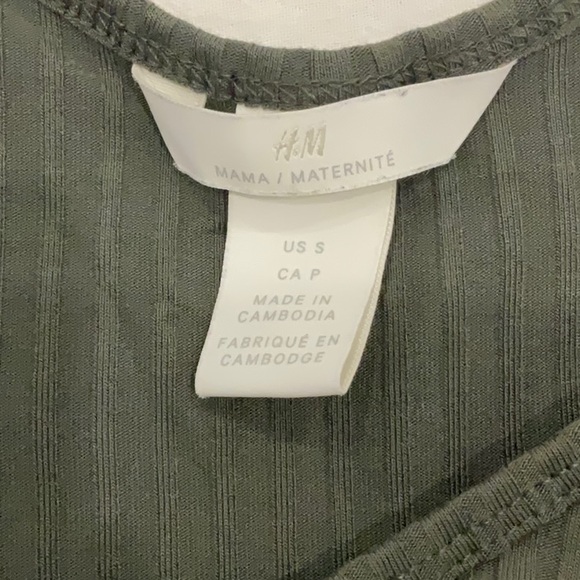 H&M
MAMA / MATERNITÉ
US S
CA P
MADE IN
CAMBODIA
FABRIQUÉ EN
CAMBODGE